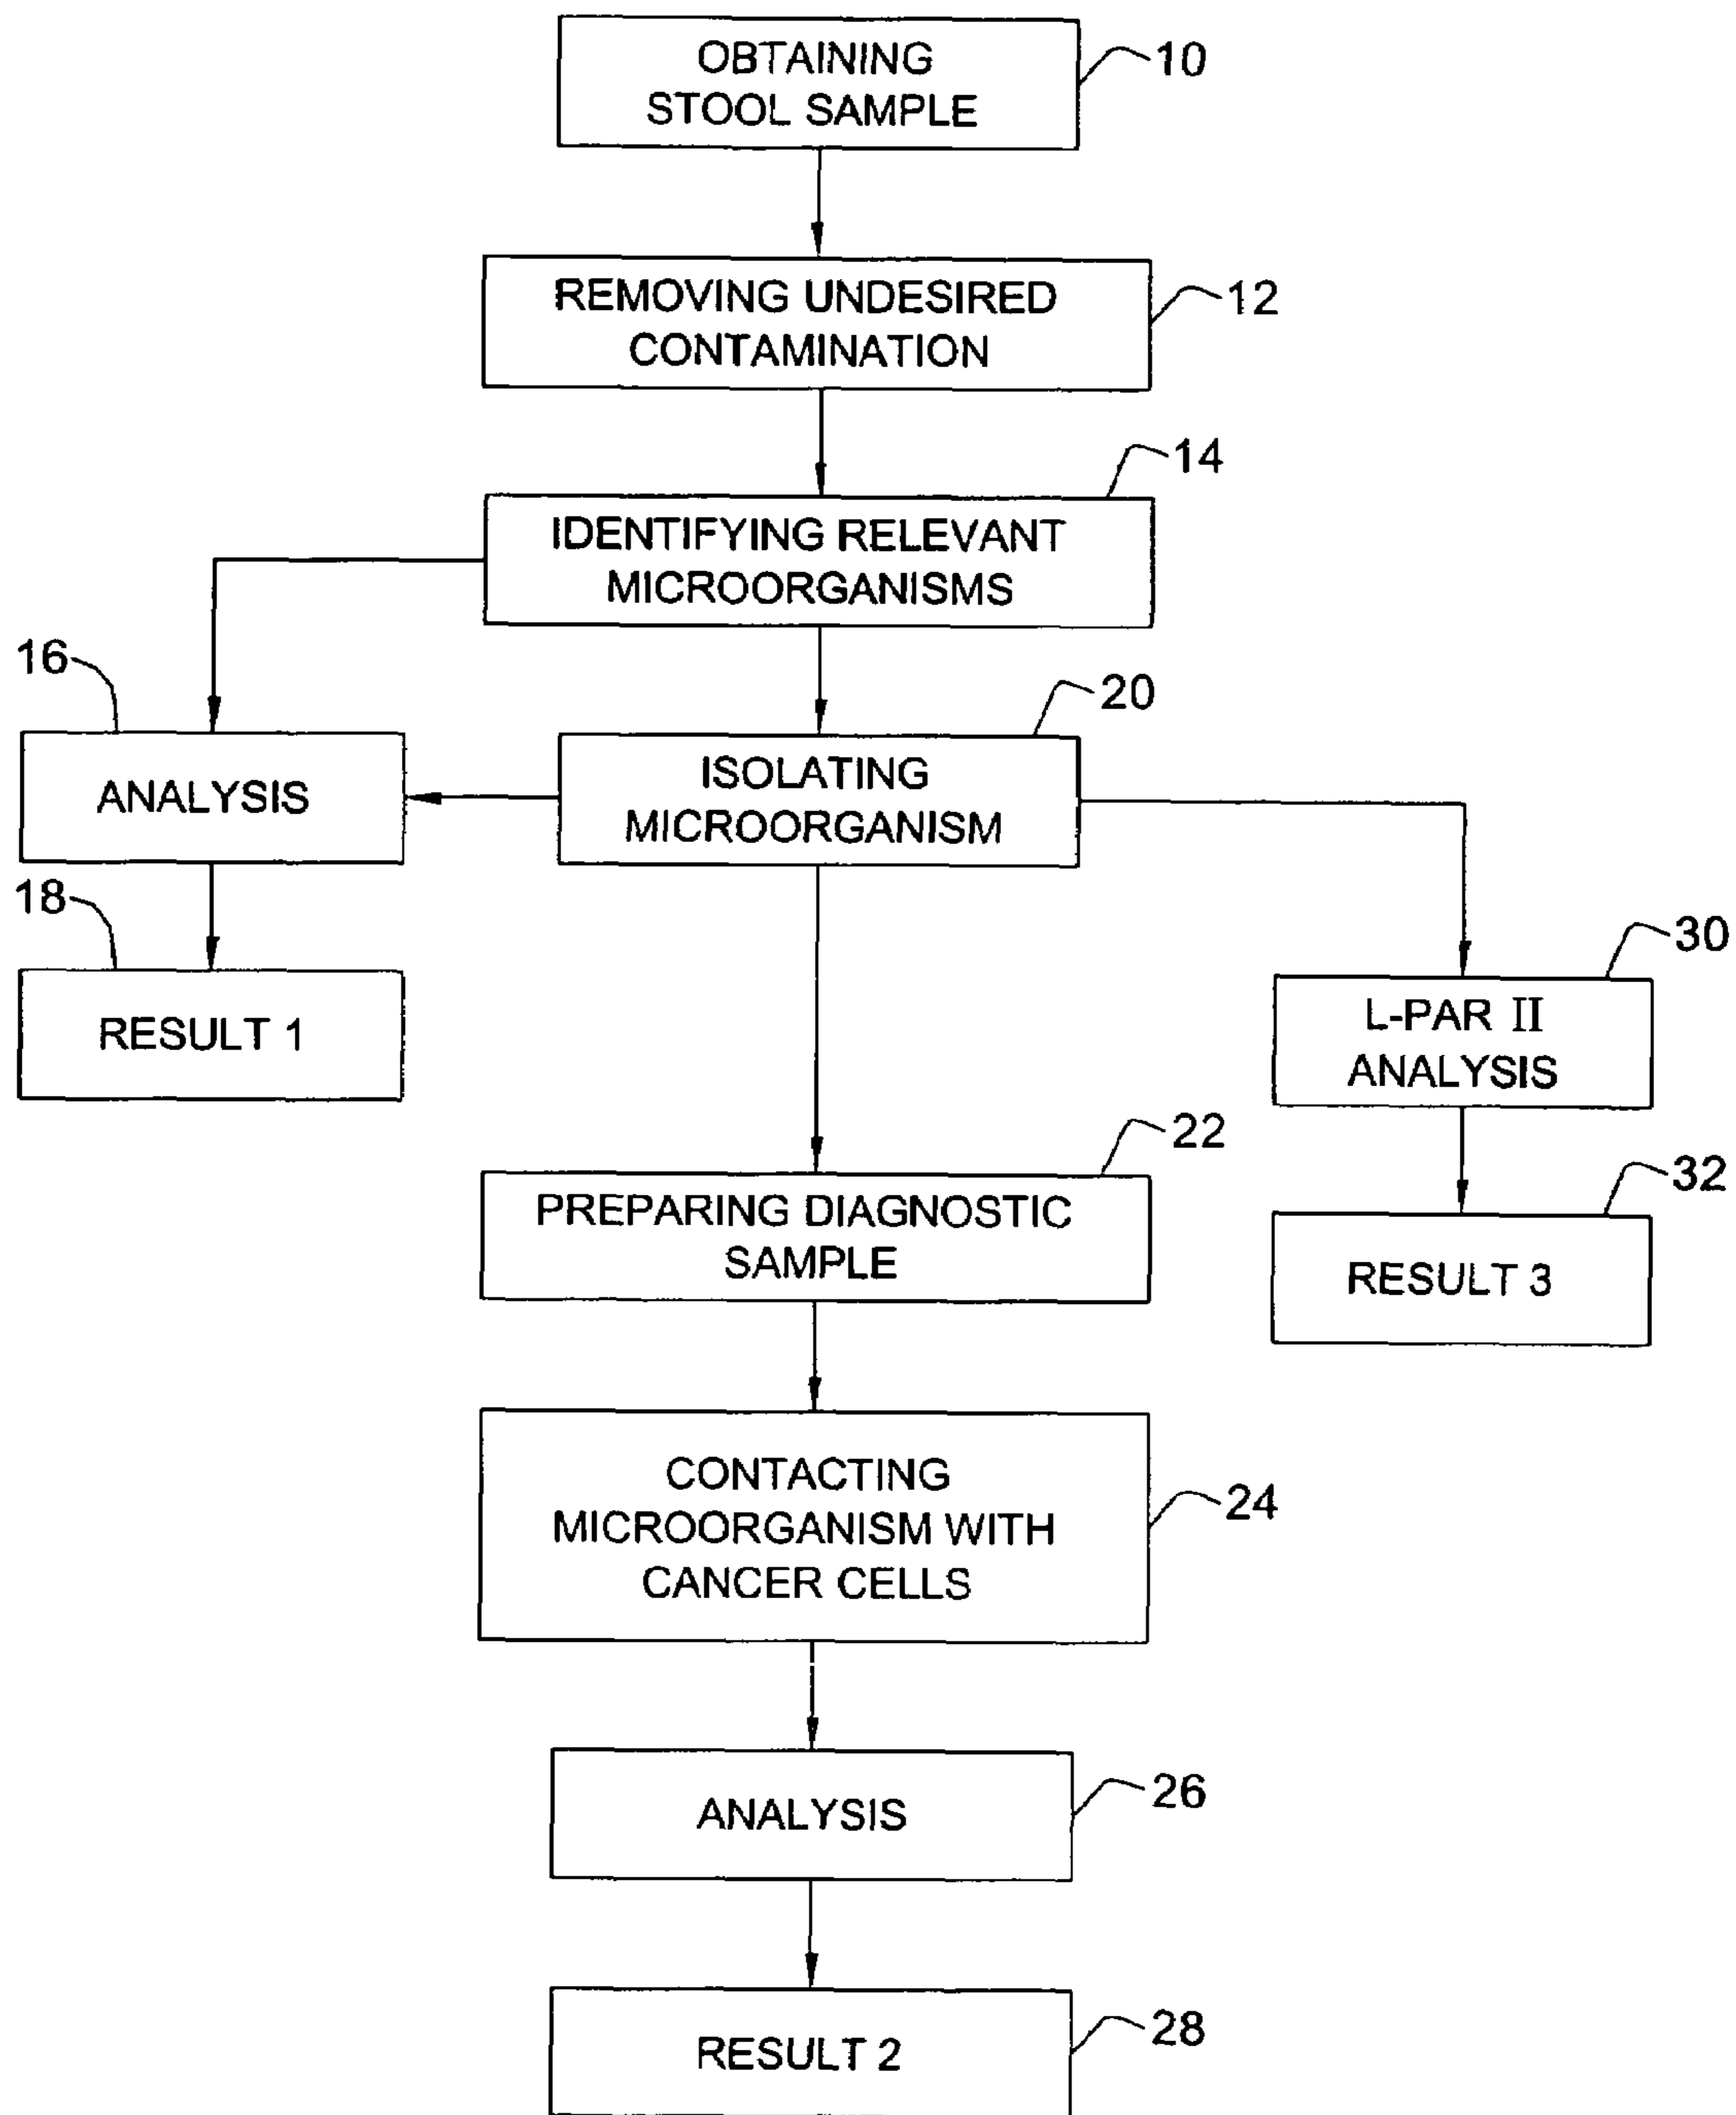 OBTAINING
STOOL SAMPLE
10
REMOVING UNDESIRED
CONTAMINATION
12
14
IDENTIFYING RELEVANT
MICROORGANISMS
16
ANALYSIS
20
ISOLATING
MICROORGANISM
18
RESULT 1
30
L-PAR II
ANALYSIS
22
PREPARING DIAGNOSTIC
SAMPLE
32
RESULT 3
CONTACTING
MICROORGANISM WITH
CANCER CELLS
24
ANALYSIS
26
RESULT 2
28